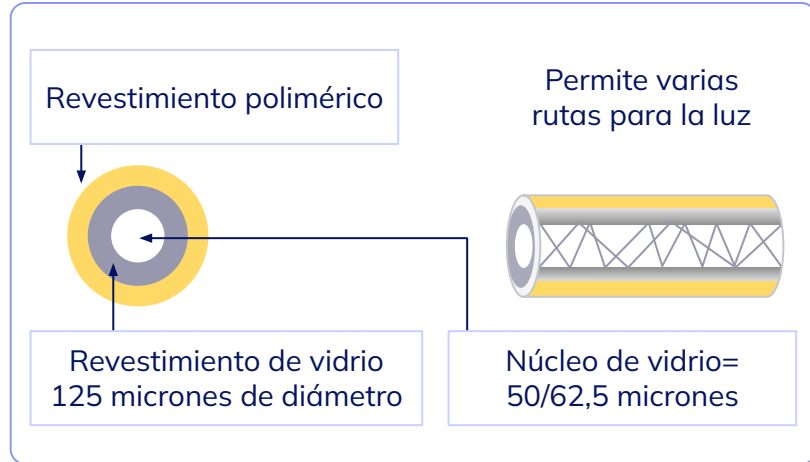 Revestimiento polimérico
Permite varias
rutas para la luz
Revestimiento de vidrio
125 micrones de diámetro
Núcleo de vidrio=
50/62,5 micrones